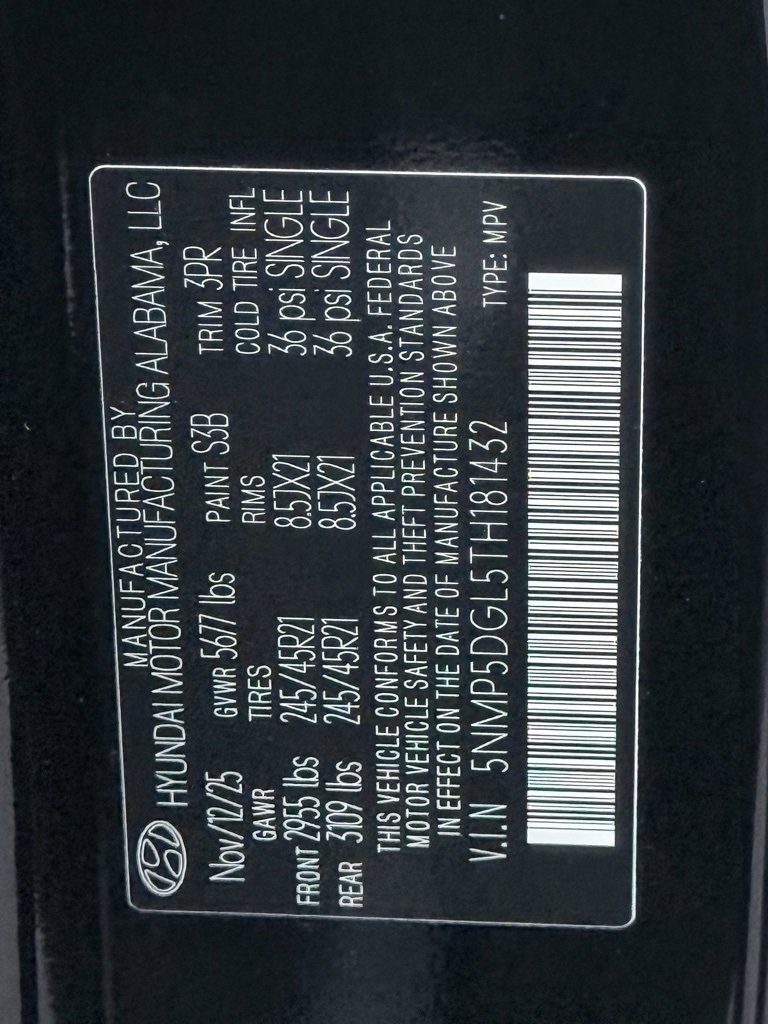 MANUFACTURED BY
HYUNDAI MOTOR MANUFACTURING ALABAMA, LLC
Nov/12/25 GVWR 5677 lbs PAINT S3B TRIM 3PR
GAWR TIRES RIMS COLD TIRE INFL
FRONT 2955 lbs 245/45R21 8.5JX21 36 psi SINGLE
REAR 3109 lbs 245/45R21 8.5JX21 36 psi SINGLE
THIS VEHICLE CONFORMS TO ALL APPLICABLE U.S.A. FEDERAL
MOTOR VEHICLE SAFETY AND THEFT PREVENTION STANDARDS
IN EFFECT ON THE DATE OF MANUFACTURE SHOWN ABOVE
V.I.N 5NMP5DGL5TH181432 TYPE: MPV